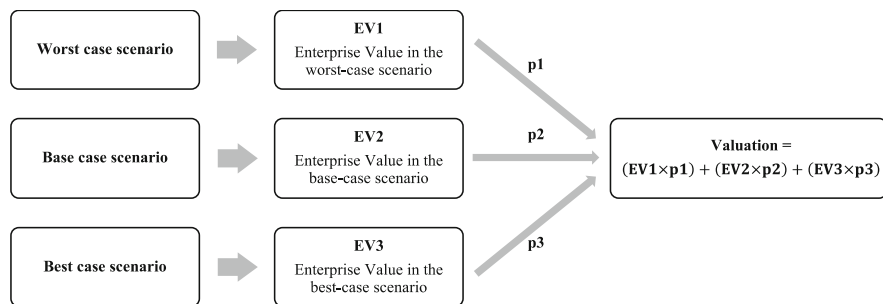 Worst case scenario
EV1
Enterprise Value in the
worst-case scenario
p1
Base case scenario
EV2
Enterprise Value in the
base-case scenario
p2
Best case scenario
EV3
Enterprise Value in the
best-case scenario
p3
Valuation =
(EV1×p1) + (EV2×p2) + (EV3×p3)